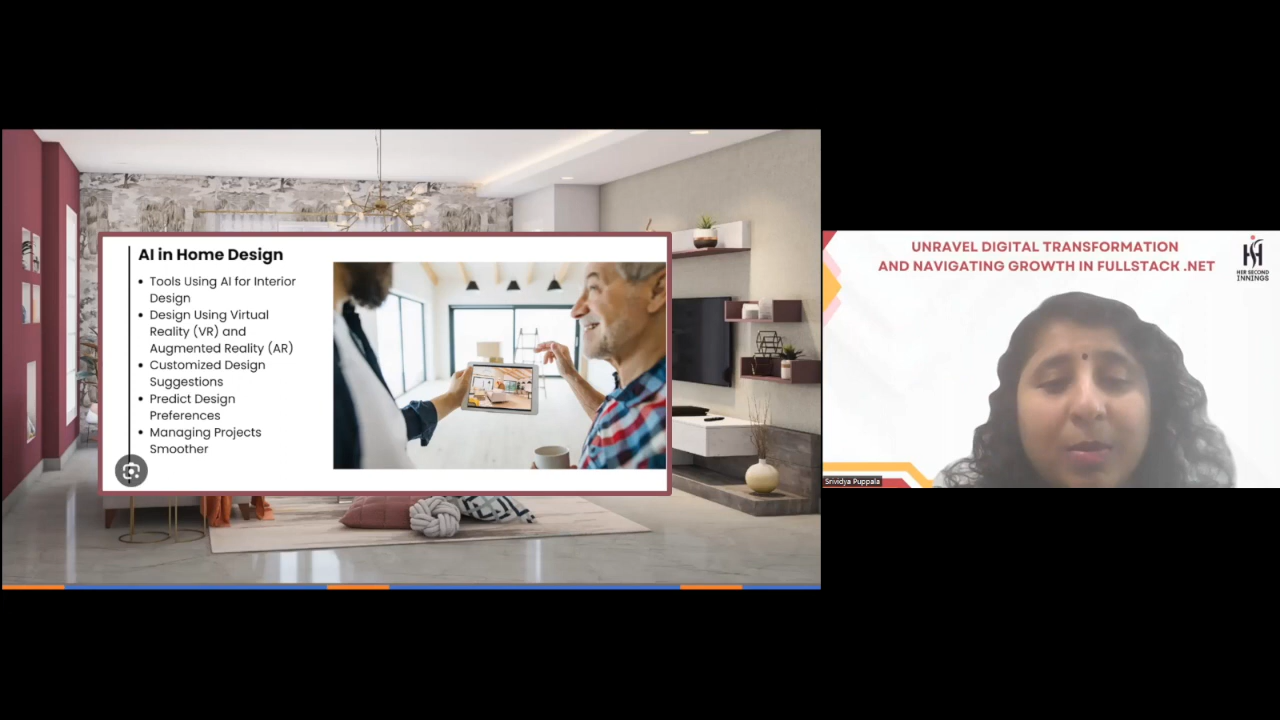 AI in Home Design
• Tools Using AI for Interior
Design
• Design Using Virtual
Reality (VR) and
Augmented Reality (AR)
• Customized Design
Suggestions
• Predict Design
Preferences
• Managing Projects
Smoother
UNRAVEL DIGITAL TRANSFORMATION
AND NAVIGATING GROWTH IN FULLSTACK .NET
HER SECOND
INNINGS
Srividya Puppala